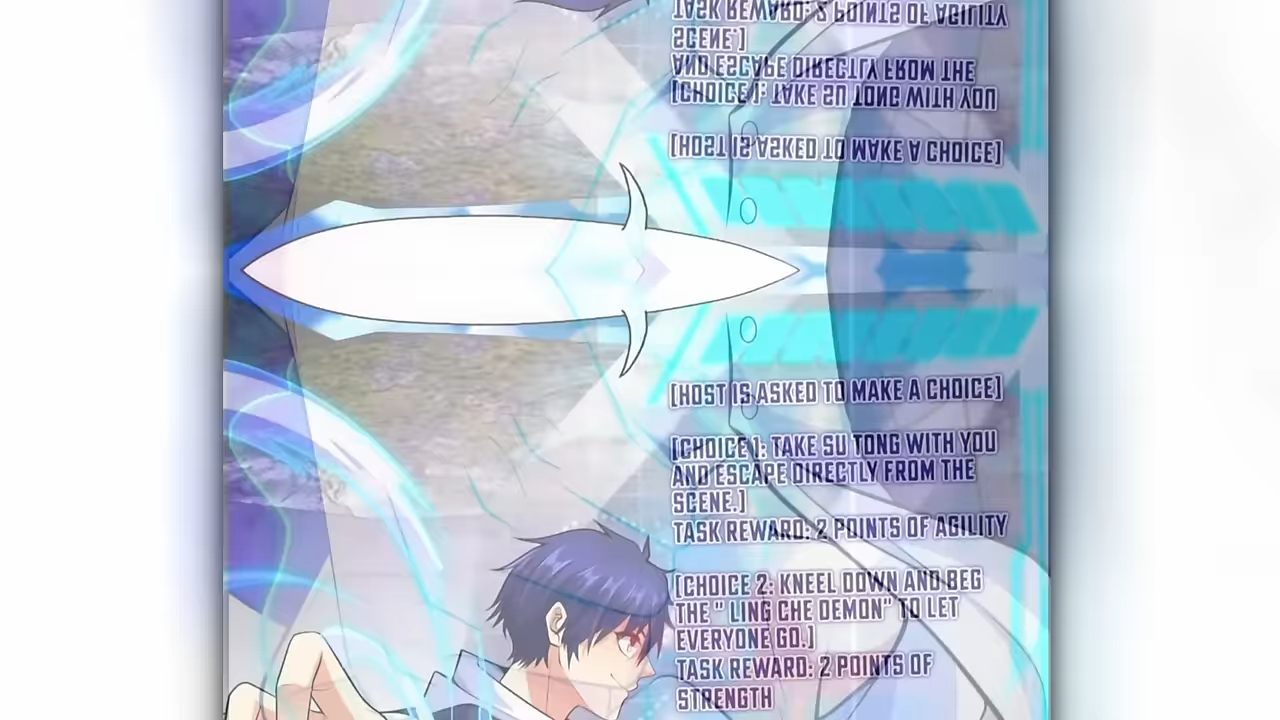 TASK REWARD: 2 POINTS OF AGILITY
SCENE.]
AND ESCAPE DIRECTLY FROM THE
[CHOICE 1: TAKE SU TONG WITH YOU
[HOST IS ASKED TO MAKE A CHOICE]
[HOST IS ASKED TO MAKE A CHOICE]
[CHOICE 1: TAKE SU TONG WITH YOU
AND ESCAPE DIRECTLY FROM THE
SCENE.]
TASK REWARD: 2 POINTS OF AGILITY
[CHOICE 2: KNEEL DOWN AND BEG
THE " LING CHE DEMON" TO LET
EVERYONE GO.]
TASK REWARD: 2 POINTS OF
STRENGTH